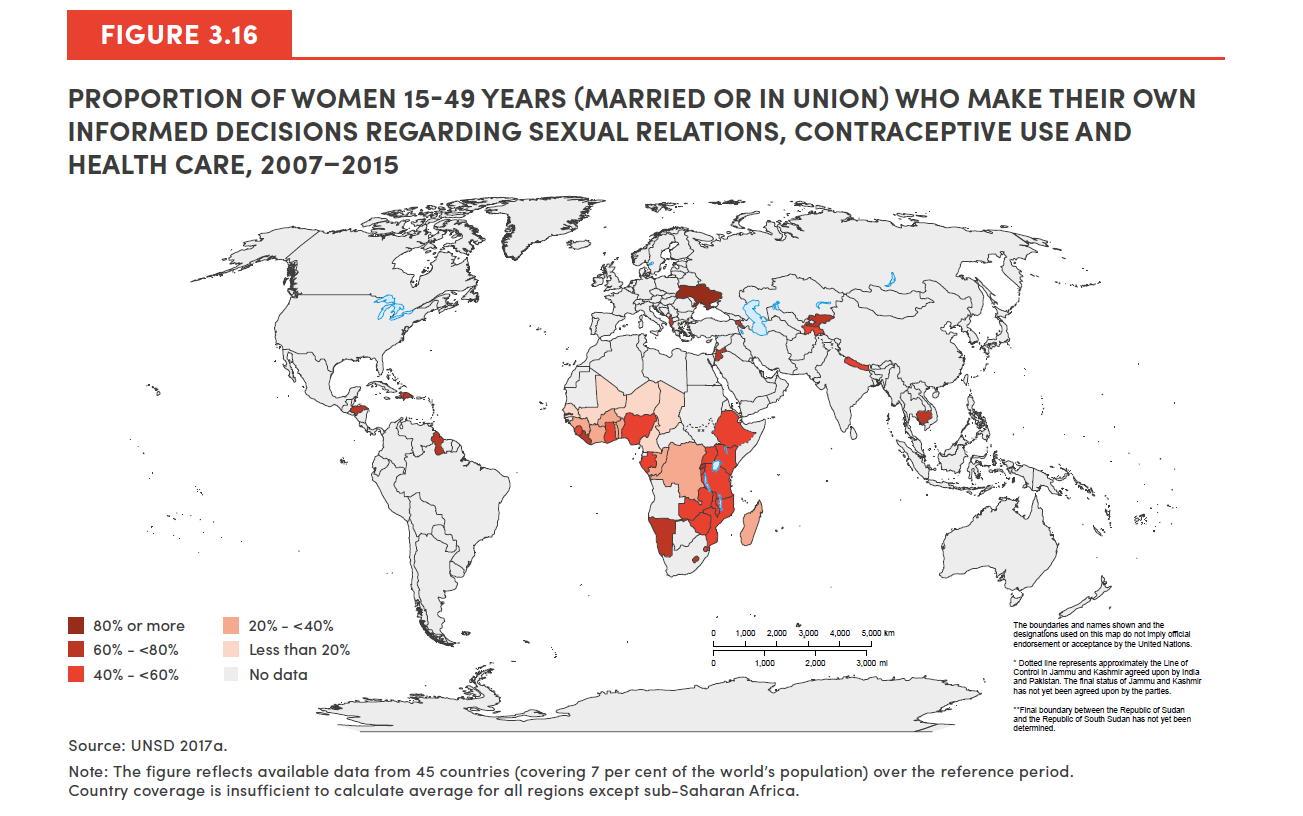 FIGURE 3.16
PROPORTION OF WOMEN 15-49 YEARS (MARRIED OR IN UNION) WHO MAKE THEIR OWN
INFORMED DECISIONS REGARDING SEXUAL RELATIONS, CONTRACEPTIVE USE AND
HEALTH CARE, 2007–2015
80% or more
60% - <80%
40% - <60%
20% - <40%
Less than 20%
No data
0 1,000 2,000 3,000 4,000 5,000 km
0 1,000 2,000 3,000 mi
The boundaries and names shown and the
designations used on this map do not imply official
endorsement or acceptance by the United Nations.
* Dotted line represents approximately the Line of
Control in Jammu and Kashmir agreed upon by India
and Pakistan. The final status of Jammu and Kashmir
has not yet been agreed upon by the parties.
**Final boundary between the Republic of Sudan
and the Republic of South Sudan has not yet been
determined.
Source: UNSD 2017a.
Note: The figure reflects available data from 45 countries (covering 7 per cent of the world's population) over the reference period.
Country coverage is insufficient to calculate average for all regions except sub-Saharan Africa.